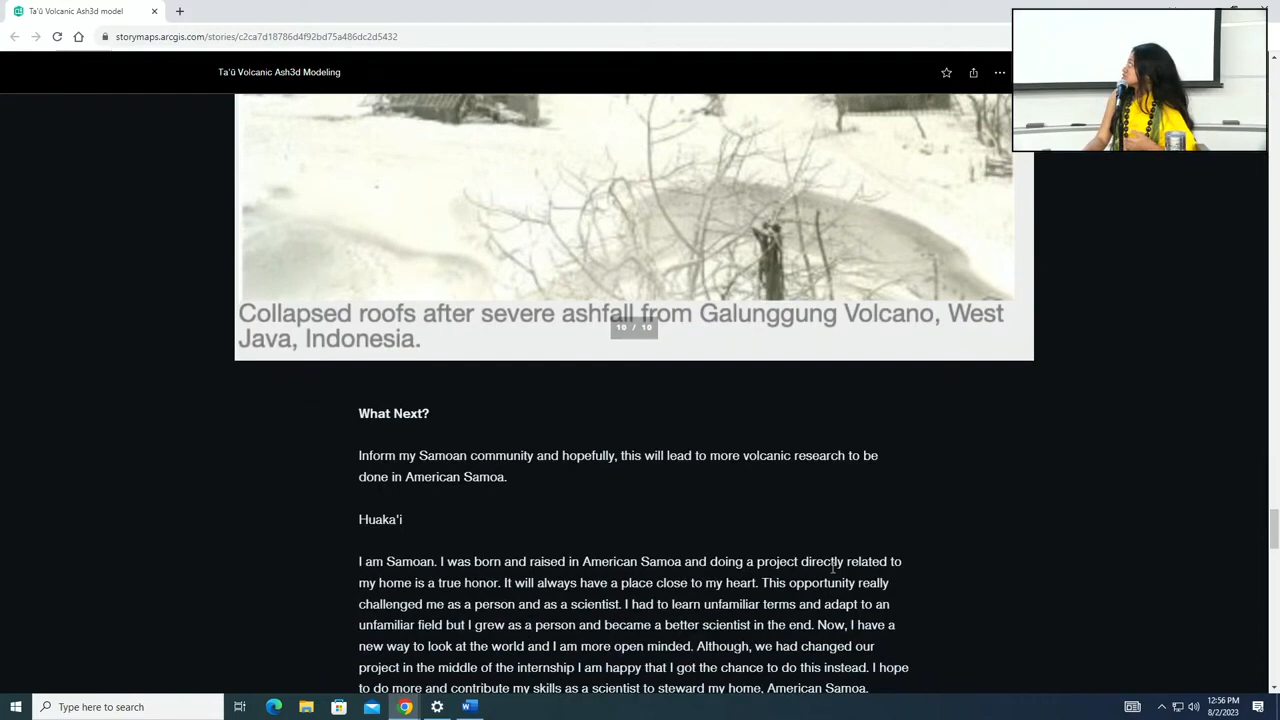 Ta'ū Volcanic Ash3d model
storymaps.arcgis.com/stories/c2ca7d18786d4f92bd75a486dc2d5432
Ta'ū Volcanic Ash3d Modeling
Collapsed roofs after severe ashfall from Galunggung Volcano, West
Java, Indonesia.
10 / 10
What Next?
Inform my Samoan community and hopefully, this will lead to more volcanic research to be
done in American Samoa.
Huaka'i
I am Samoan. I was born and raised in American Samoa and doing a project directly related to
my home is a true honor. It will always have a place close to my heart. This opportunity really
challenged me as a person and as a scientist. I had to learn unfamiliar terms and adapt to an
unfamiliar field but I grew as a person and became a better scientist in the end. Now, I have a
new way to look at the world and I am more open minded. Although, we had changed our
project in the middle of the internship I am happy that I got the chance to do this instead. I hope
to do more and contribute my skills as a scientist to steward my home, American Samoa.
Type here to search
12:56 PM
8/2/2023